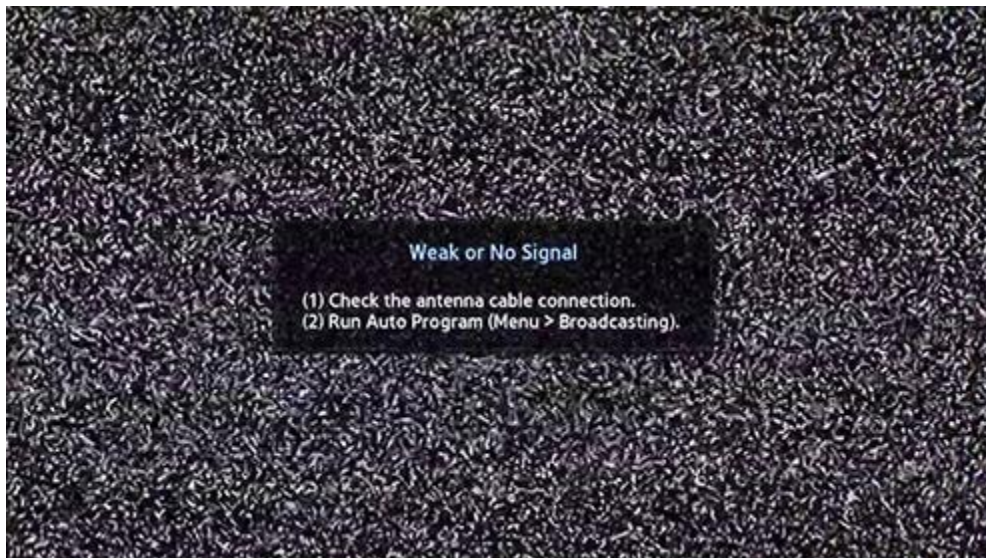 Weak or No Signal
(1) Check the antenna cable connection.
(2) Run Auto Program (Menu > Broadcasting).